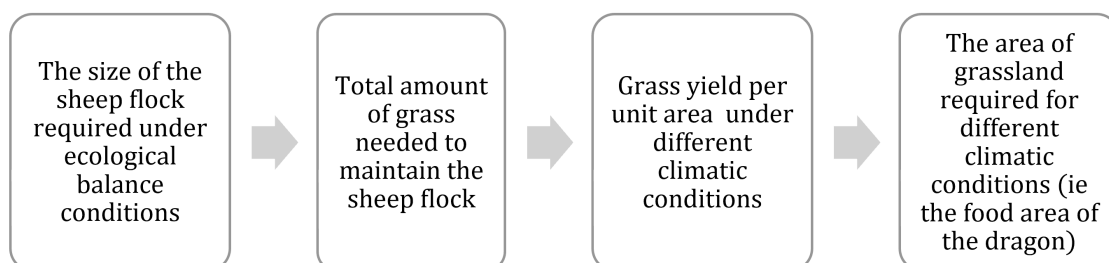 The size of the
sheep flock
required under
ecological
balance
conditions
Total amount
of grass
needed to
maintain the
sheep flock
Grass yield per
unit area under
different
climatic
conditions
The area of
grassland
required for
different
climatic
conditions (ie
the food area of
the dragon)